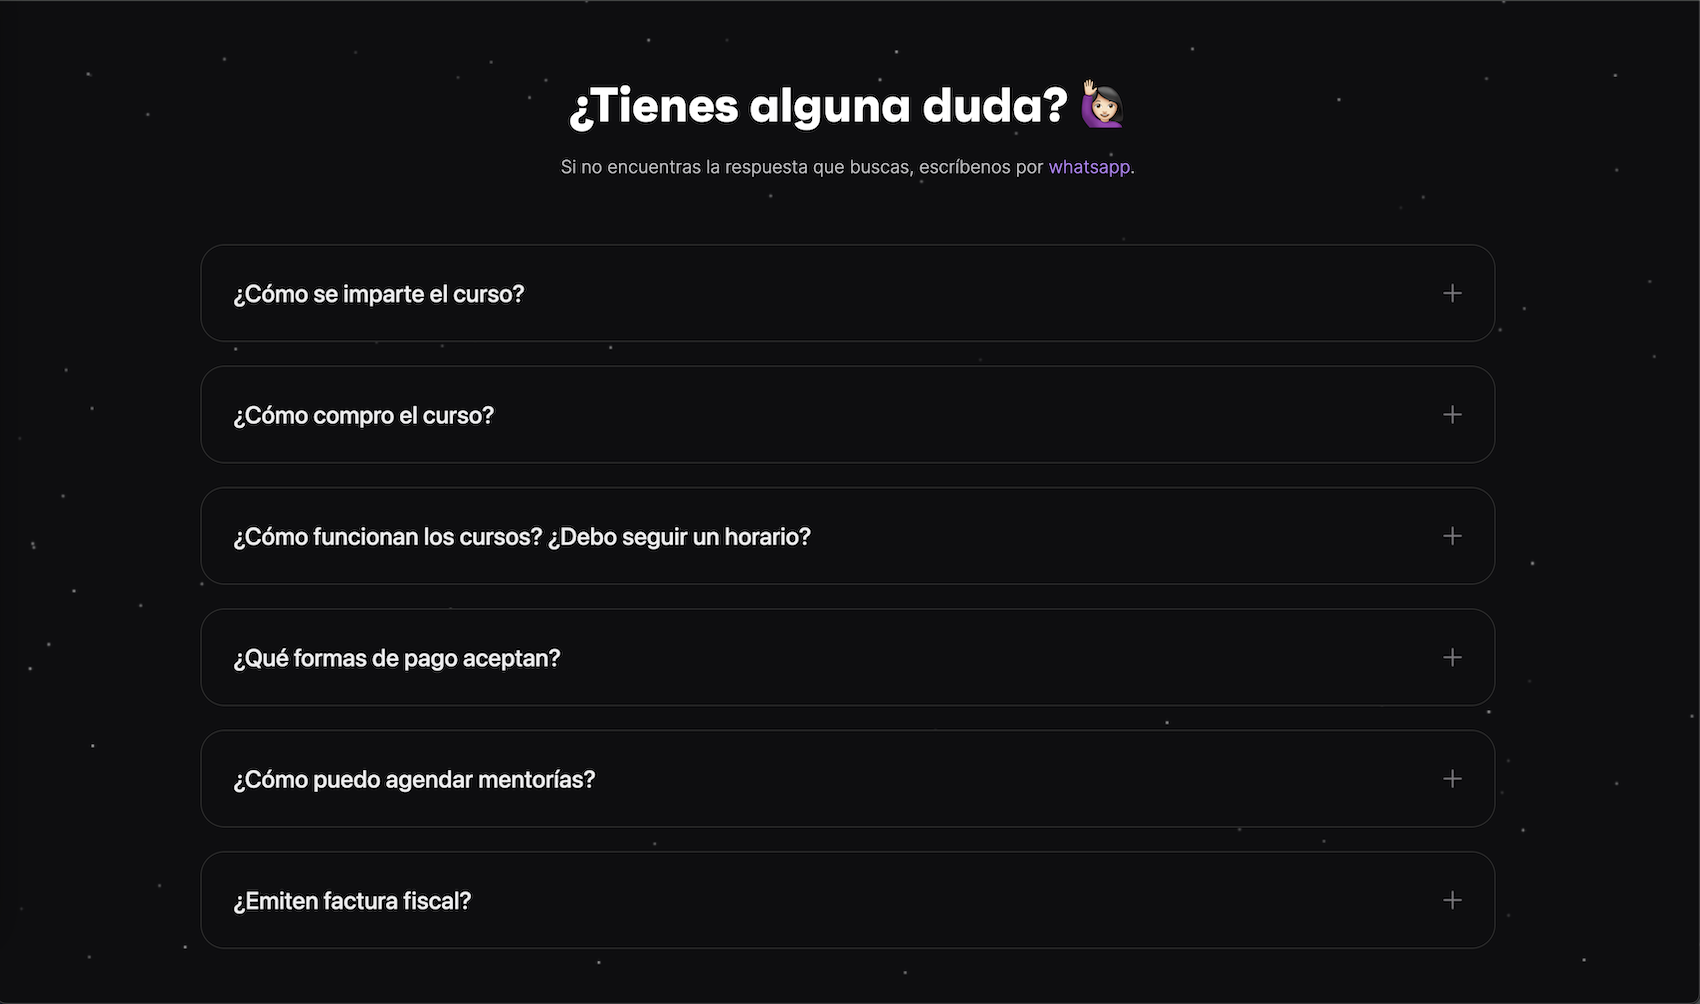 ¿Tienes alguna duda? 🙋🏻‍♀️
Si no encuentras la respuesta que buscas, escríbenos por whatsapp.
¿Cómo se imparte el curso?
¿Cómo compro el curso?
¿Cómo funcionan los cursos? ¿Debo seguir un horario?
¿Qué formas de pago aceptan?
¿Cómo puedo agendar mentorías?
¿Emiten factura fiscal?